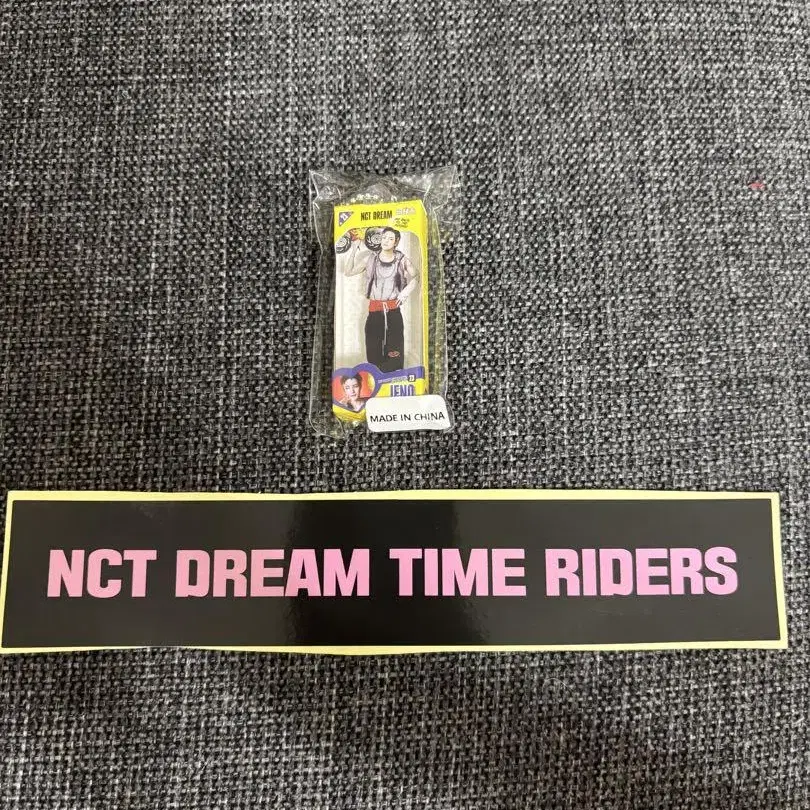 NCT DREAM
JENO
MADE IN CHINA
NCT DREAM TIME RIDERS